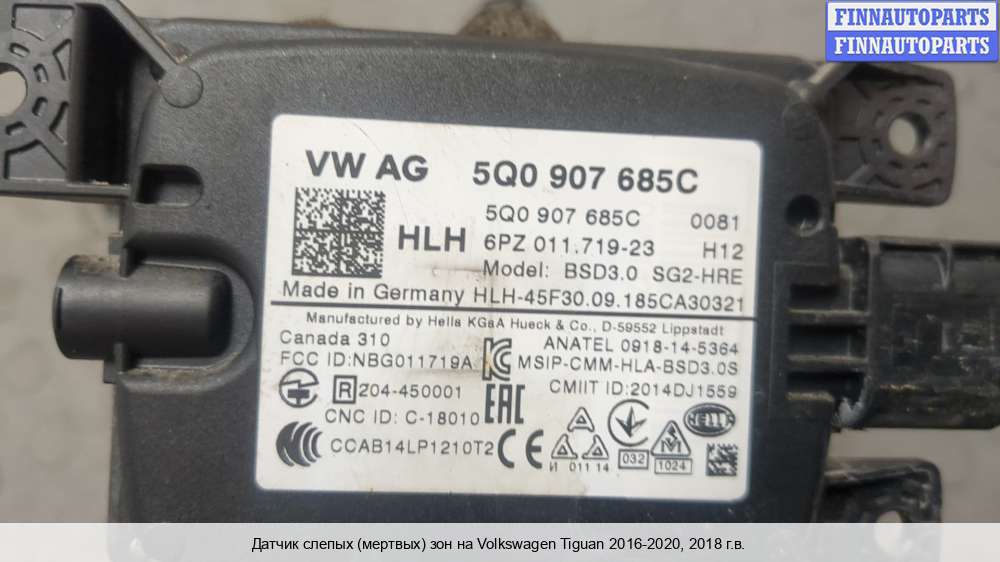 FINNAUTOPARTS
FINNAUTOPARTS
VW AG 5Q0 907 685C
5Q0 907 685C 0081
HLH 6PZ 011.719-23 H12
Model: BSD3.0 SG2-HRE
Made in Germany HLH-45F30.09.185CA30321
Manufactured by Hella KGaA Hueck & Co., D-59552 Lippstadt
Canada 310 ANATEL 0918-14-5364
FCC ID:NBG011719A MSIP-CMM-HLA-BSD3.0S
R 204-450001 CMIIT ID:2014DJ1559
CNC ID: C-18010 EAC HELLA
CCAB14LP1210T2 CE И 011 14 032 1024
Датчик слепых (мертвых) зон на Volkswagen Tiguan 2016-2020, 2018 г.в.